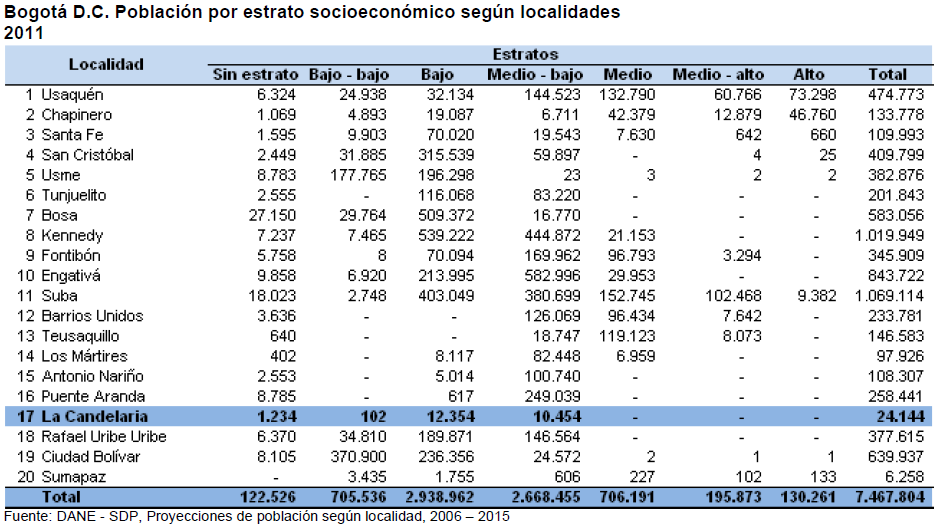 Bogotá D.C. Población por estrato socioeconómico según localidades
2011
Localidad Estratos
Sin estrato Bajo - bajo Bajo Medio - bajo Medio Medio - alto Alto Total
1 Usaquén 6.324 24.938 32.134 144.523 132.790 60.766 73.298 474.773
2 Chapinero 1.069 4.893 19.087 6.711 42.379 12.879 46.760 133.778
3 Santa Fe 1.595 9.903 70.020 19.543 7.630 642 660 109.993
4 San Cristóbal 2.449 31.885 315.539 59.897 - 4 25 409.799
5 Usme 8.783 177.765 196.298 23 3 2 2 382.876
6 Tunjuelito 2.555 - 116.068 83.220 - - - 201.843
7 Bosa 27.150 29.764 509.372 16.770 - - - 583.056
8 Kennedy 7.237 7.465 539.222 444.872 21.153 - - 1.019.949
9 Fontibón 5.758 8 70.094 169.962 96.793 3.294 - 345.909
10 Engativá 9.858 6.920 213.995 582.996 29.953 - - 843.722
11 Suba 18.023 2.748 403.049 380.699 152.745 102.468 9.382 1.069.114
12 Barrios Unidos 3.636 - - 126.069 96.434 7.642 - 233.781
13 Teusaquillo 640 - - 18.747 119.123 8.073 - 146.583
14 Los Mártires 402 - 8.117 82.448 6.959 - - 97.926
15 Antonio Nariño 2.553 - 5.014 100.740 - - - 108.307
16 Puente Aranda 8.785 - 617 249.039 - - - 258.441
17 La Candelaria 1.234 102 12.354 10.454 - - - 24.144
18 Rafael Uribe Uribe 6.370 34.810 189.871 146.564 - - - 377.615
19 Ciudad Bolívar 8.105 370.900 236.356 24.572 2 1 1 639.937
20 Sumapaz - 3.435 1.755 606 227 102 133 6.258
Total 122.526 705.536 2.938.962 2.668.455 706.191 195.873 130.261 7.467.804
Fuente: DANE - SDP, Proyecciones de población según localidad, 2006 – 2015